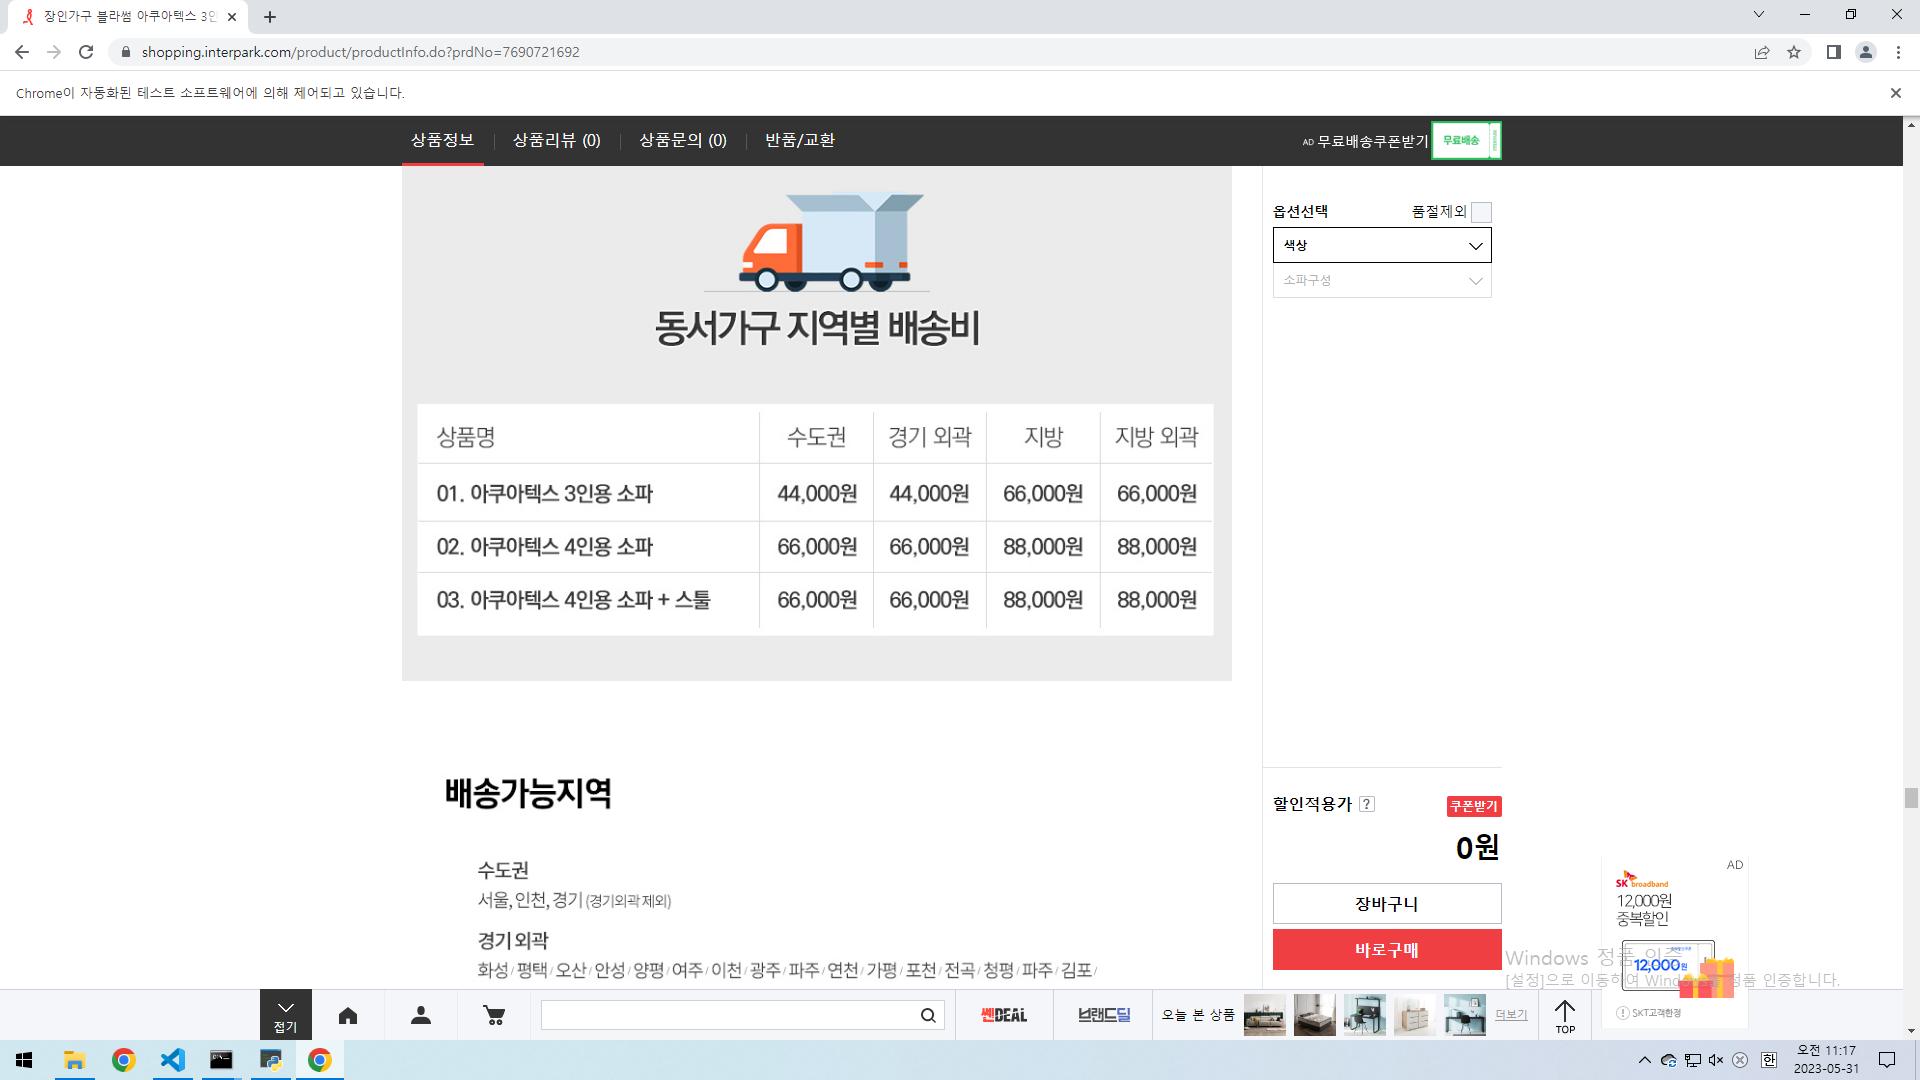 장인가구 블라썸 아쿠아텍스 3인
shopping.interpark.com/product/productInfo.do?prdNo=7690721692
Chrome이 자동화된 테스트 소프트웨어에 의해 제어되고 있습니다.
상품정보
상품리뷰 (0)
상품문의 (0)
반품/교환
AD 무료배송쿠폰받기
무료배송
동서가구 지역별 배송비
상품명 수도권 경기 외곽 지방 지방 외곽
01. 아쿠아텍스 3인용 소파 44,000원 44,000원 66,000원 66,000원
02. 아쿠아텍스 4인용 소파 66,000원 66,000원 88,000원 88,000원
03. 아쿠아텍스 4인용 소파 + 스툴 66,000원 66,000원 88,000원 88,000원
배송가능지역
수도권
서울, 인천, 경기 (경기외곽 제외)
경기 외곽
화성 / 평택 / 오산 / 안성 / 양평 / 여주 / 이천 / 광주 / 파주 / 연천 / 가평 / 포천 / 전곡 / 청평 / 파주 / 김포 /
옵션선택
품절제외
색상
소파구성
할인적용가 ?
쿠폰받기
0원
장바구니
바로구매
AD
SK broadband
12,000원
중복할인
12,000원
SKT고객한정
Windows 정품 인증
[설정]으로 이동하여 Windows를 정품 인증합니다.
접기
쎈DEAL
브랜드딜
오늘 본 상품
더보기
TOP
한
오전 11:17
2023-05-31